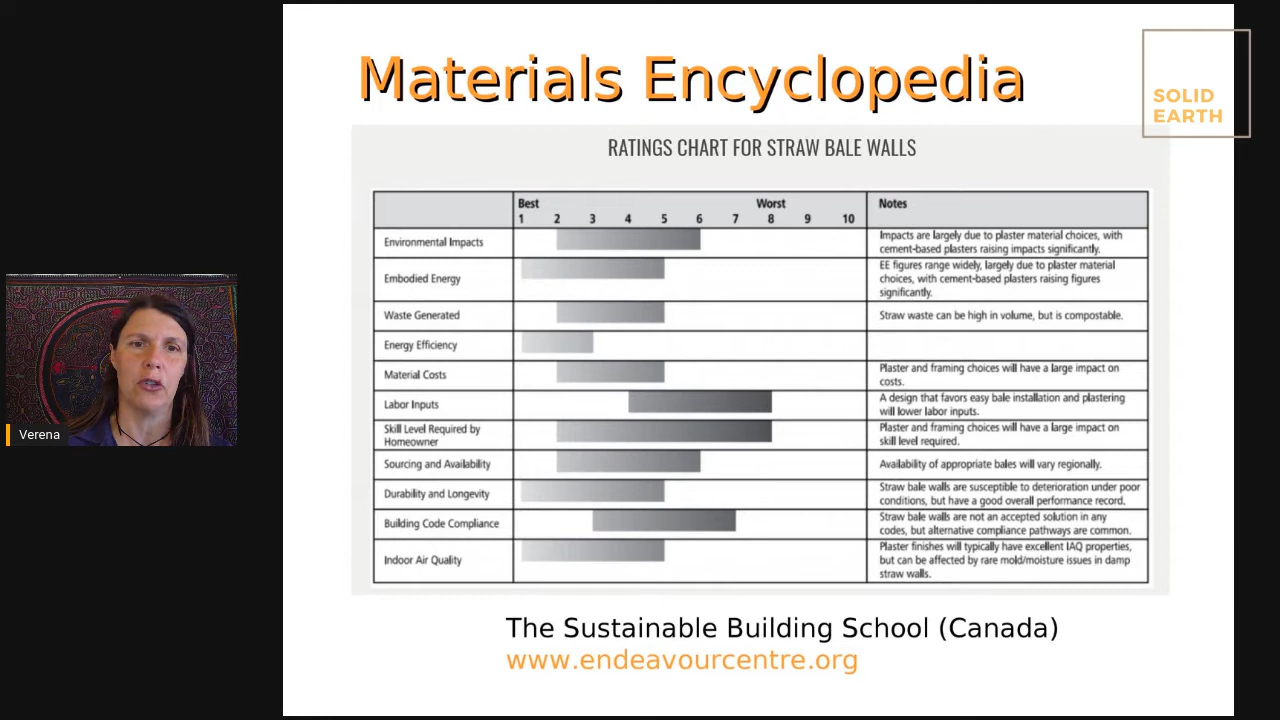 Materials Encyclopedia
SOLID
EARTH
RATINGS CHART FOR STRAW BALE WALLS
Best Worst Notes
1 2 3 4 5 6 7 8 9 10
Environmental Impacts
Impacts are largely due to plaster material choices, with
cement-based plasters raising impacts significantly.
Embodied Energy
EE figures range widely, largely due to plaster material
choices, with cement-based plasters raising figures
significantly.
Waste Generated
Straw waste can be high in volume, but is compostable.
Energy Efficiency
Material Costs
Plaster and framing choices will have a large impact on
costs.
Labor Inputs
A design that favors easy bale installation and plastering
will lower labor inputs.
Skill Level Required by
Homeowner
Plaster and framing choices will have a large impact on
skill level required.
Sourcing and Availability
Availability of appropriate bales will vary regionally.
Durability and Longevity
Straw bale walls are susceptible to deterioration under poor
conditions, but have a good overall performance record.
Building Code Compliance
Straw bale walls are not an accepted solution in any
codes, but alternative compliance pathways are common.
Indoor Air Quality
Plaster finishes will typically have excellent IAQ properties,
but can be affected by rare mold/moisture issues in damp
straw walls.
Verena
The Sustainable Building School (Canada)
www.endeavourcentre.org